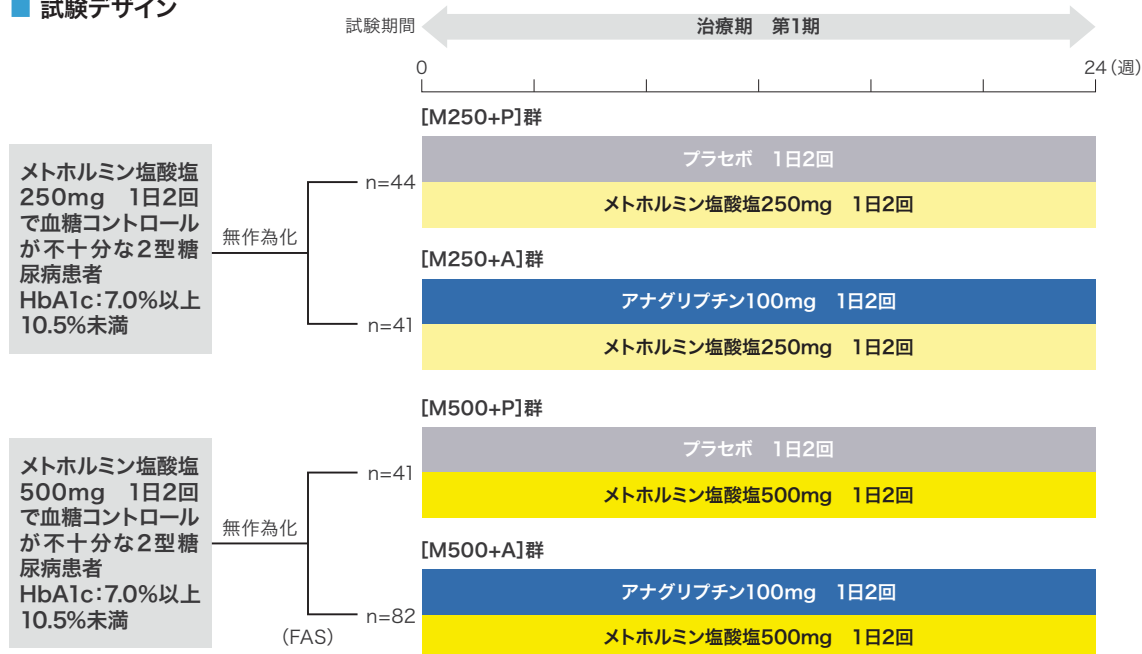 ■ 試験デザイン
試験期間
治療期　第1期
0
24（週）
[M250+P]群
メトホルミン塩酸塩
250mg　1日2回
で血糖コントロール
が不十分な2型糖
尿病患者
HbA1c：7.0%以上
10.5%未満
無作為化
n=44
プラセボ　1日2回
メトホルミン塩酸塩250mg　1日2回
[M250+A]群
n=41
アナグリプチン100mg　1日2回
メトホルミン塩酸塩250mg　1日2回
[M500+P]群
メトホルミン塩酸塩
500mg　1日2回
で血糖コントロール
が不十分な2型糖
尿病患者
HbA1c：7.0%以上
10.5%未満
無作為化
n=41
プラセボ　1日2回
メトホルミン塩酸塩500mg　1日2回
[M500+A]群
n=82
(FAS)
アナグリプチン100mg　1日2回
メトホルミン塩酸塩500mg　1日2回